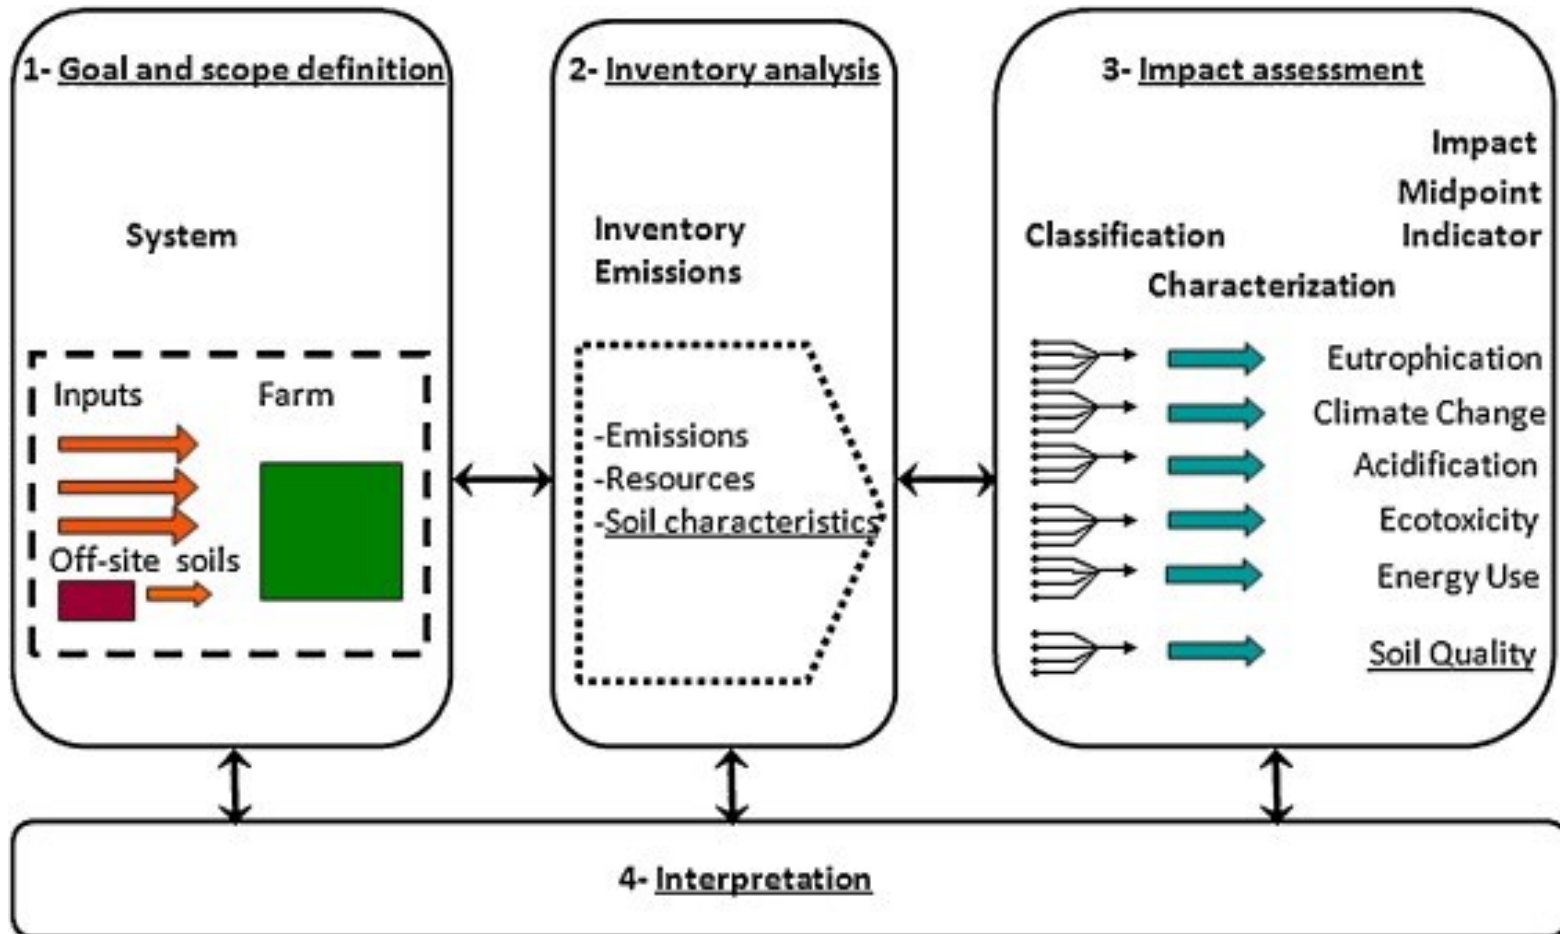 1- Goal and scope definition
System
Inputs
Farm
Off-site soils
2- Inventory analysis
Inventory
Emissions
-Emissions
-Resources
-Soil characteristics
3- Impact assessment
Impact
Midpoint
Indicator
Classification
Characterization
Eutrophication
Climate Change
Acidification
Ecotoxicity
Energy Use
Soil Quality
4- Interpretation